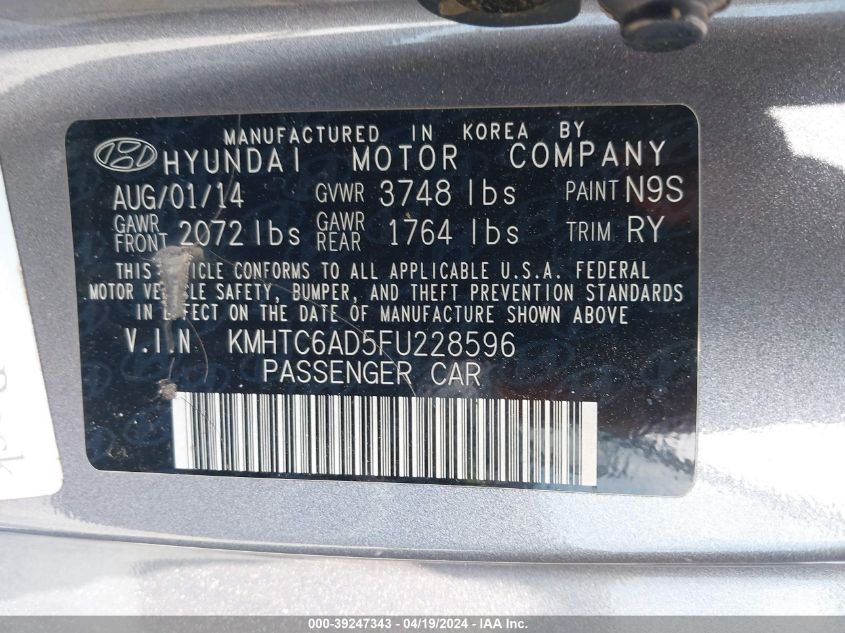 MANUFACTURED IN KOREA BY
HYUNDAI MOTOR COMPANY
AUG/01/14 GVWR 3748 lbs PAINT N9S
GAWR FRONT 2072 lbs GAWR REAR 1764 lbs TRIM RY
THIS VEHICLE CONFORMS TO ALL APPLICABLE U.S.A. FEDERAL
MOTOR VEHICLE SAFETY, BUMPER, AND THEFT PREVENTION STANDARDS
IN EFFECT ON THE DATE OF MANUFACTURE SHOWN ABOVE
V.I.N KMHTC6AD5FU228596
PASSENGER CAR
000-39247343 - 04/19/2024 - IAA, Inc.